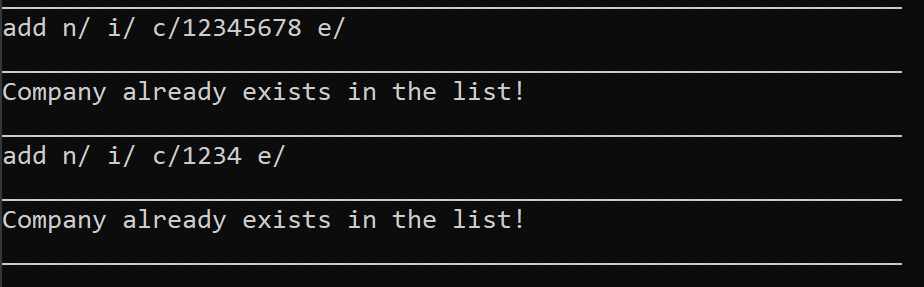 add n/ i/ c/12345678 e/
Company already exists in the list!
add n/ i/ c/1234 e/
Company already exists in the list!